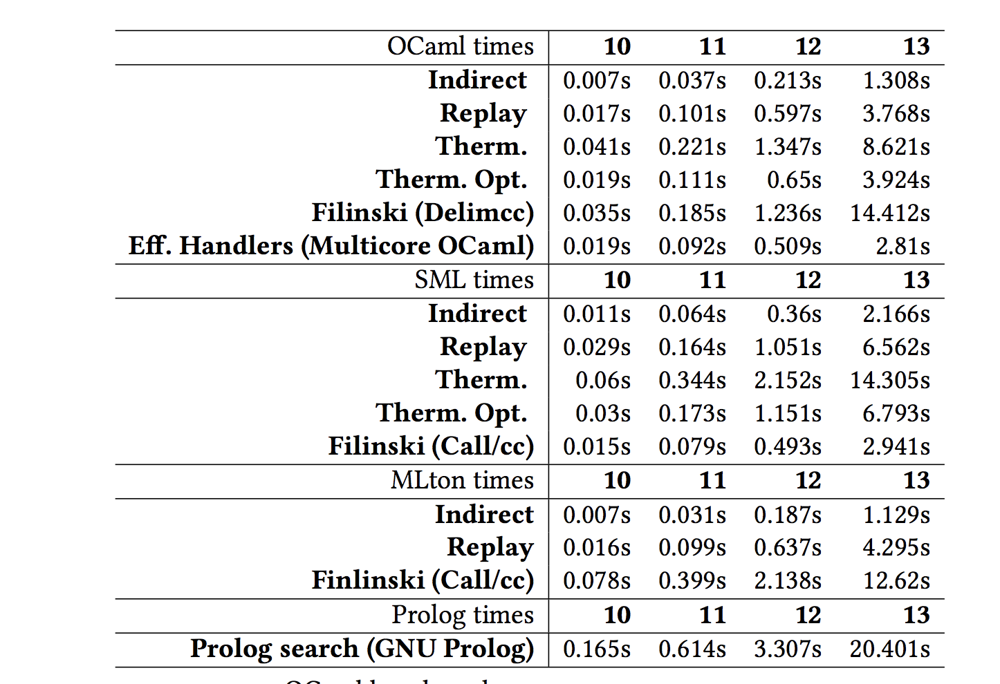 OCaml times 10 11 12 13
Indirect 0.007s 0.037s 0.213s 1.308s
Replay 0.017s 0.101s 0.597s 3.768s
Therm. 0.041s 0.221s 1.347s 8.621s
Therm. Opt. 0.019s 0.111s 0.65s 3.924s
Filinski (Delimcc) 0.035s 0.185s 1.236s 14.412s
Eff. Handlers (Multicore OCaml) 0.019s 0.092s 0.509s 2.81s
SML times 10 11 12 13
Indirect 0.011s 0.064s 0.36s 2.166s
Replay 0.029s 0.164s 1.051s 6.562s
Therm. 0.06s 0.344s 2.152s 14.305s
Therm. Opt. 0.03s 0.173s 1.151s 6.793s
Filinski (Call/cc) 0.015s 0.079s 0.493s 2.941s
MLton times 10 11 12 13
Indirect 0.007s 0.031s 0.187s 1.129s
Replay 0.016s 0.099s 0.637s 4.295s
Finlinski (Call/cc) 0.078s 0.399s 2.138s 12.62s
Prolog times 10 11 12 13
Prolog search (GNU Prolog) 0.165s 0.614s 3.307s 20.401s